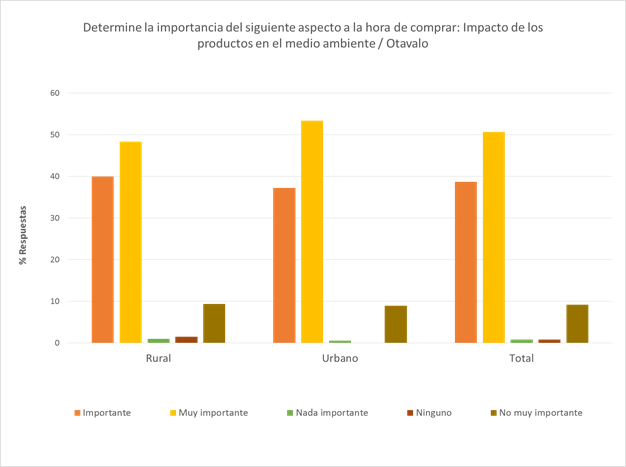 Determine la importancia del siguiente aspecto a la hora de comprar: Impacto de los
productos en el medio ambiente / Otavalo
60
50
40
30
20
10
0
% Respuestas
Rural
Urbano
Total
Importante
Muy importante
Nada importante
Ninguno
No muy importante